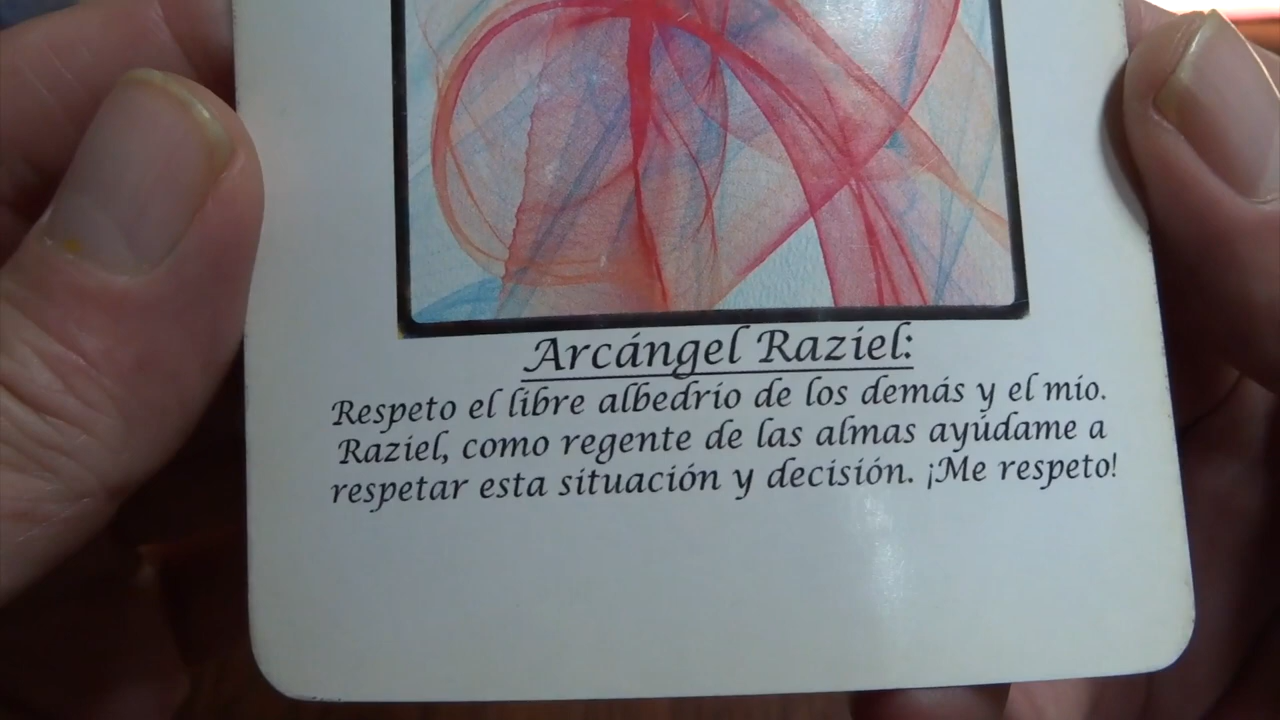 Arcángel Raziel:
Respeto el libre albedrío de los demás y el mío.
Raziel, como regente de las almas ayúdame a
respetar esta situación y decisión. ¡Me respeto!